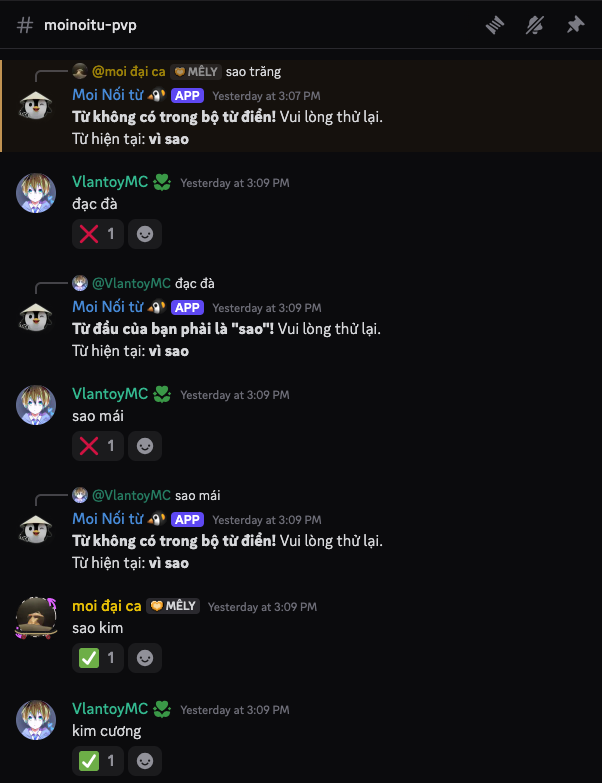 # moinoitu-pvp
@moi đại ca MÊLY sao trăng
Moi Nối từ APP Yesterday at 3:07 PM
Từ không có trong bộ từ điển! Vui lòng thử lại.
Từ hiện tại: vì sao
VlantoyMC Yesterday at 3:09 PM
đạc đà
1
@VlantoyMC đạc đà
Moi Nối từ APP Yesterday at 3:09 PM
Từ đầu của bạn phải là "sao"! Vui lòng thử lại.
Từ hiện tại: vì sao
VlantoyMC Yesterday at 3:09 PM
sao mái
1
@VlantoyMC sao mái
Moi Nối từ APP Yesterday at 3:09 PM
Từ không có trong bộ từ điển! Vui lòng thử lại.
Từ hiện tại: vì sao
moi đại ca MÊLY Yesterday at 3:09 PM
sao kim
1
VlantoyMC Yesterday at 3:09 PM
kim cương
1